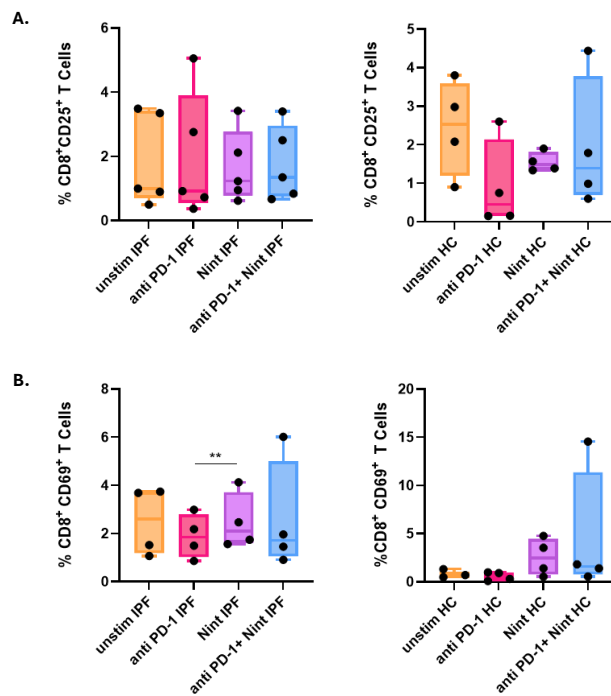 A.
% CD8⁺CD25⁺ T Cells
6
4
2
0
unstim IPF
anti PD-1 IPF
Nint IPF
anti PD-1+ Nint IPF
% CD8⁺ CD25⁺ T Cells
5
4
3
2
1
0
unstim HC
anti PD-1 HC
Nint HC
anti PD-1+ Nint HC
B.
% CD8⁺ CD69⁺ T Cells
8
6
4
2
0
**
unstim IPF
anti PD-1 IPF
Nint IPF
anti PD-1+ Nint IPF
%CD8⁺ CD69⁺ T Cells
20
15
10
5
0
unstim HC
anti PD-1 HC
Nint HC
anti PD-1+ Nint HC